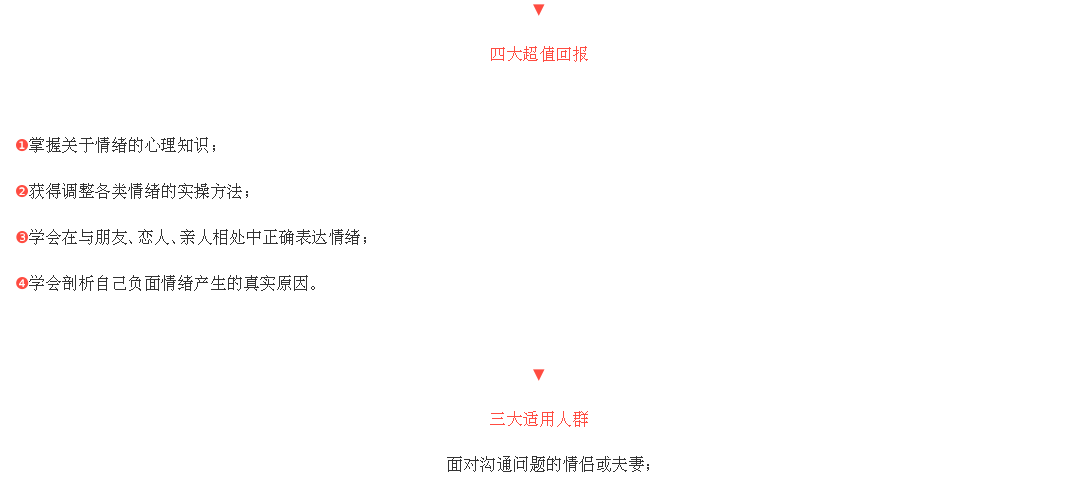 ▼
四大超值回报
❶掌握关于情绪的心理知识；
❷获得调整各类情绪的实操方法；
❸学会在与朋友、恋人、亲人相处中正确表达情绪；
❹学会剖析自己负面情绪产生的真实原因。
▼
三大适用人群
面对沟通问题的情侣或夫妻；